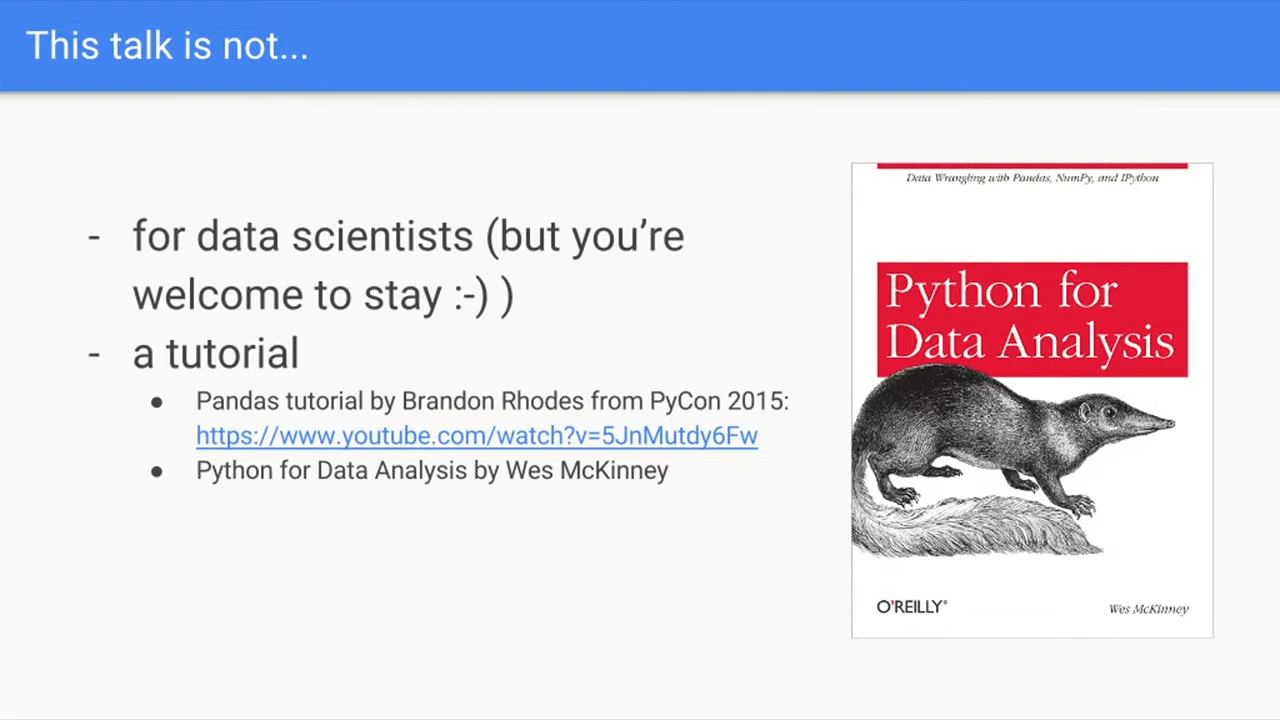 This talk is not...
- for data scientists (but you’re
welcome to stay :-) )
- a tutorial
● Pandas tutorial by Brandon Rhodes from PyCon 2015:
https://www.youtube.com/watch?v=5JnMutdy6Fw
● Python for Data Analysis by Wes McKinney
Data Wrangling with Pandas, NumPy, and IPython
Python for
Data Analysis
O'REILLY®
Wes McKinney